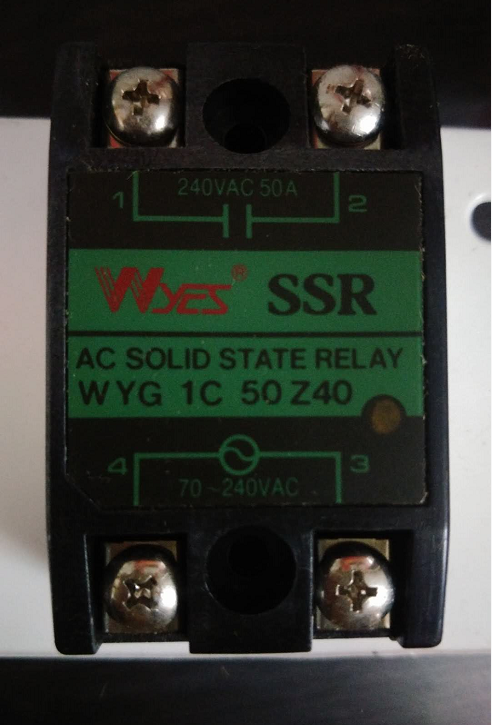 240VAC 50A
1 2
WYES® SSR
AC SOLID STATE RELAY
WYG 1C 50 Z40
4 3
70~240VAC